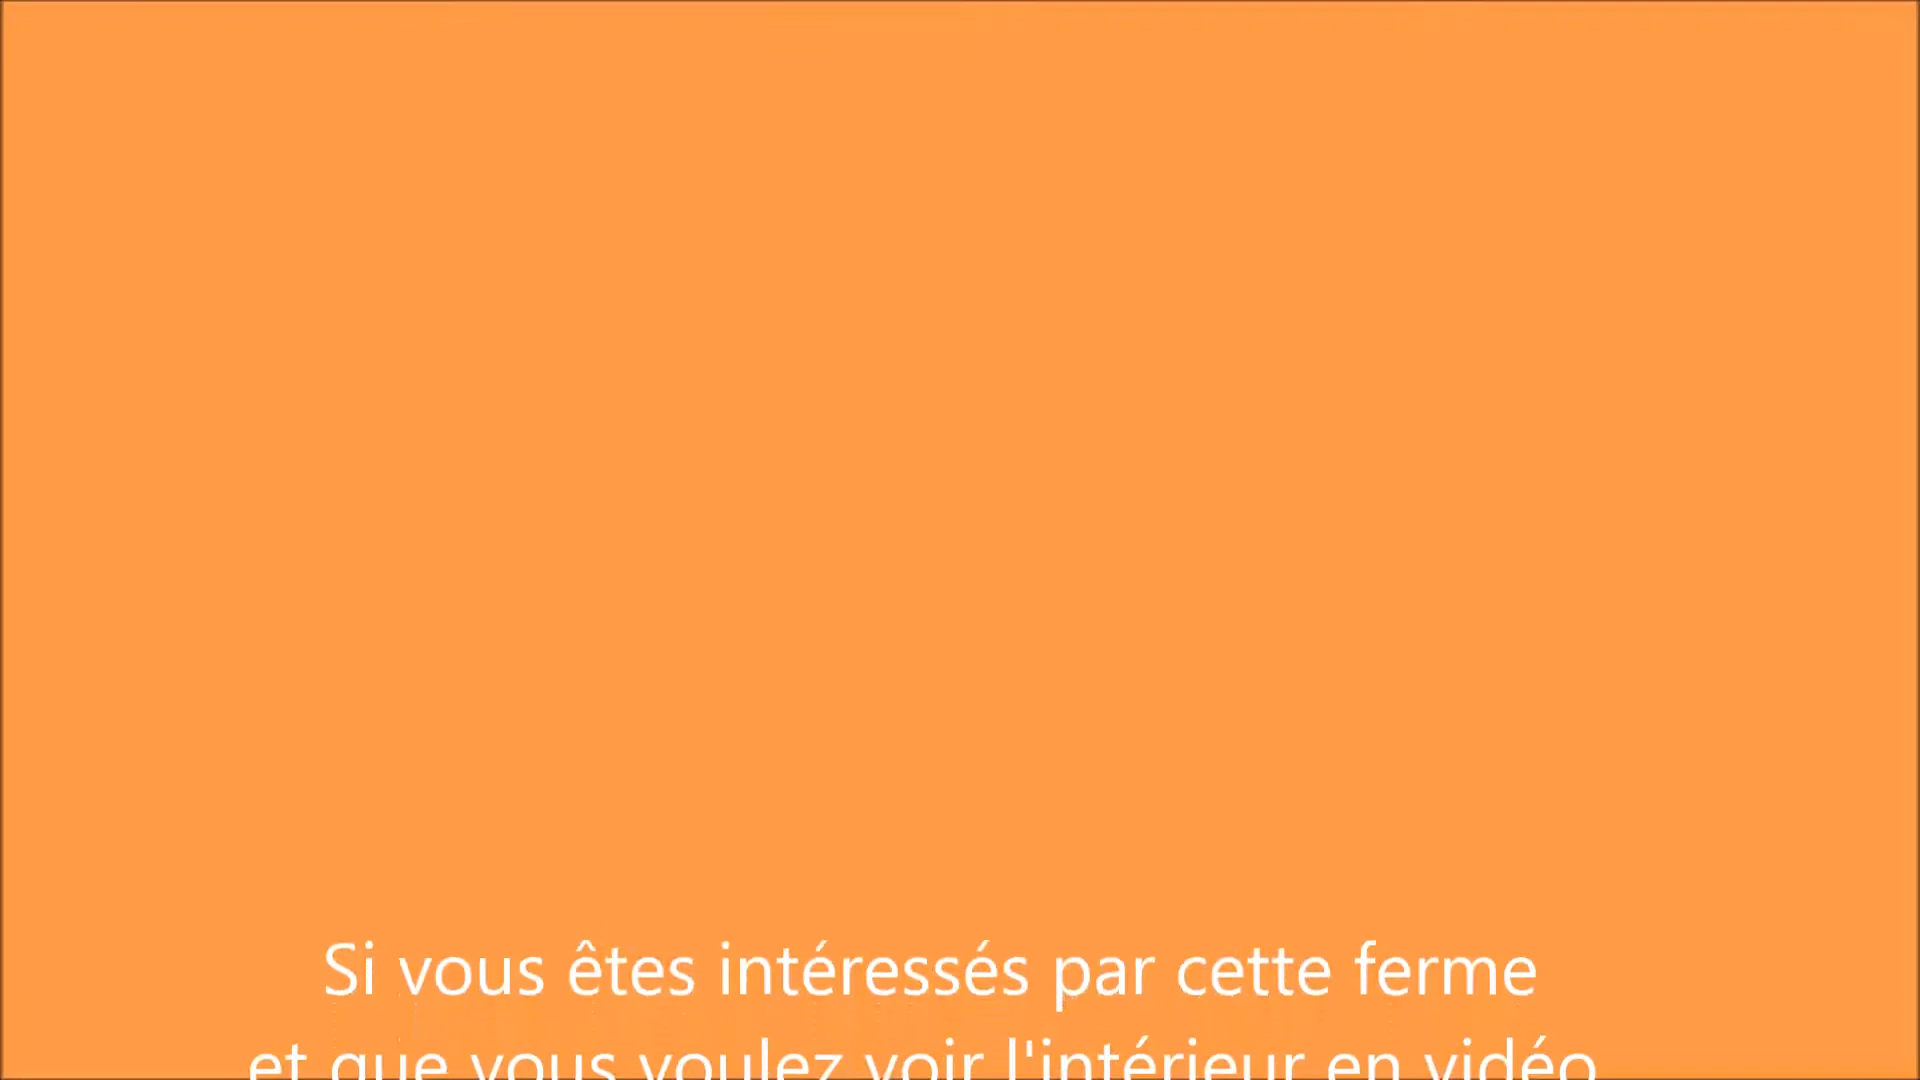 Si vous êtes intéressés par cette ferme
et que vous voulez voir l'intérieur en vidéo